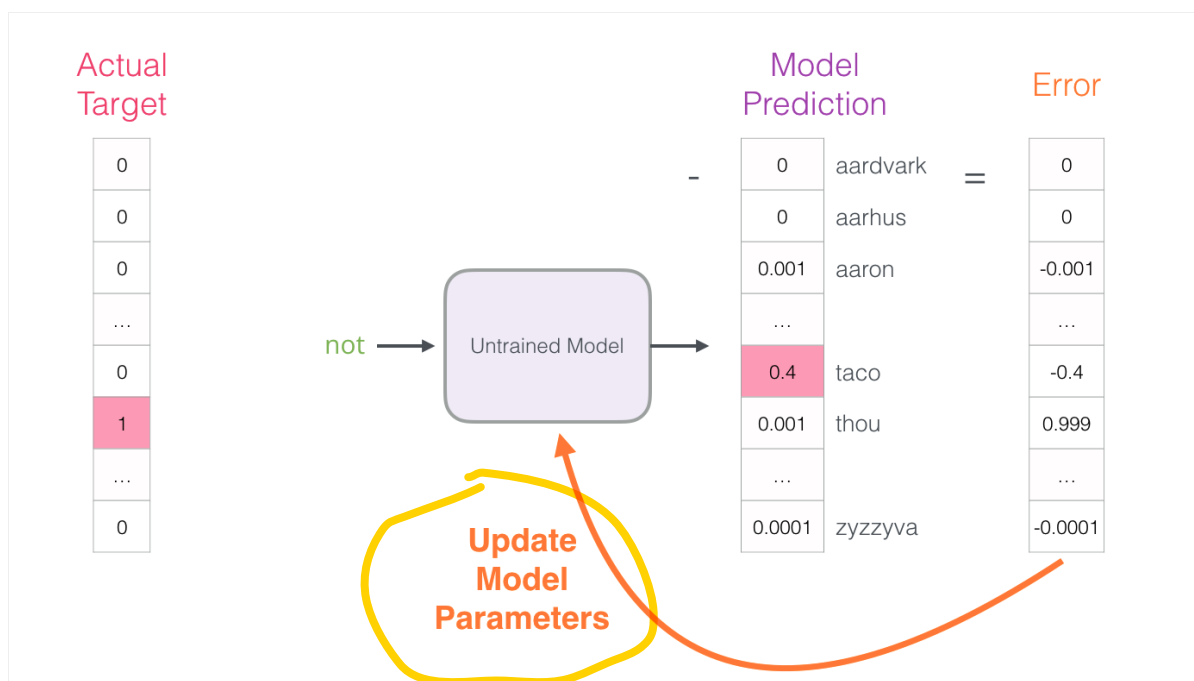 Actual
Target
Model
Prediction
Error
0
0
0
...
0
1
...
0
not
Untrained Model
Update
Model
Parameters
-
0 aardvark
0 aarhus
0.001 aaron
...
0.4 taco
0.001 thou
...
0.0001 zyzzyva
=
0
0
-0.001
...
-0.4
0.999
...
-0.0001